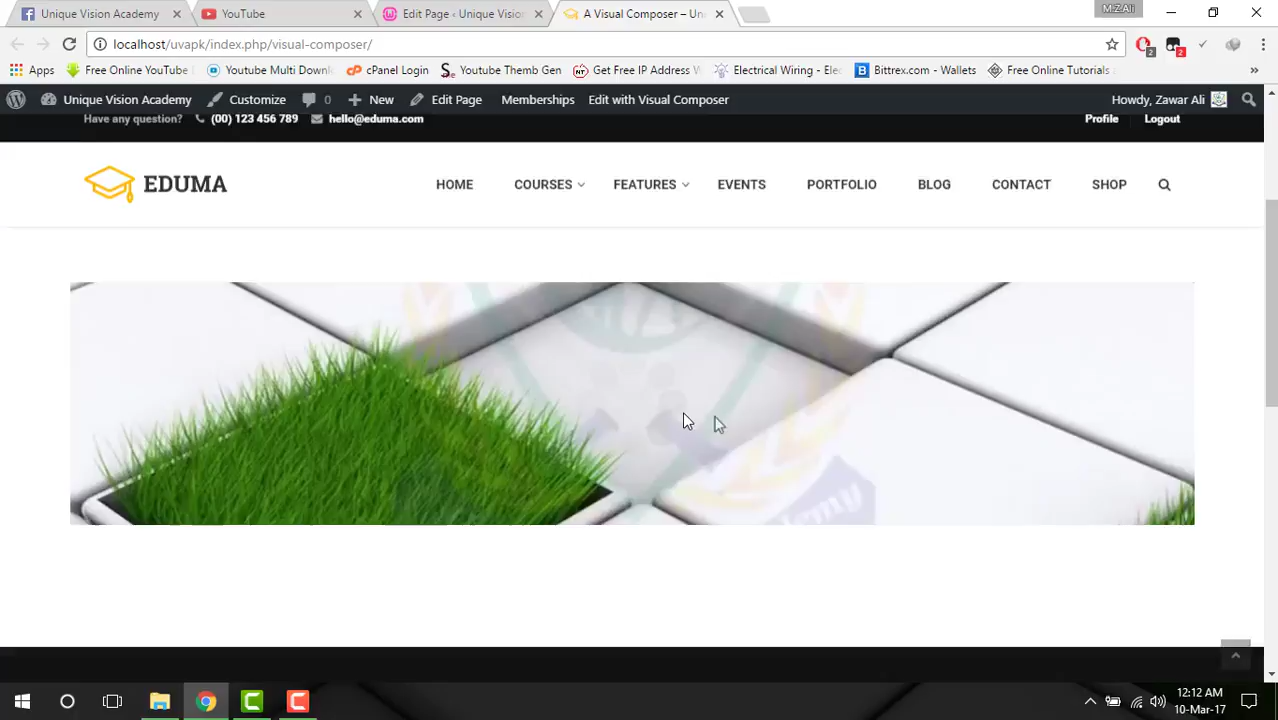 Unique Vision Academy
YouTube
Edit Page ‹ Unique Vision
A Visual Composer – Un
M.Z.Ali
localhost/uvapk/index.php/visual-composer/
2
2
Apps
Free Online YouTube
Youtube Multi Down
cPanel Login
Youtube Themb Gen
Get Free IP Address
Electrical Wiring - Ele
Bittrex.com - Wallets
Free Online Tutorials
»
Unique Vision Academy
Customize
0
New
Edit Page
Memberships
Edit with Visual Composer
Howdy, Zawar Ali
Have any question?
(00) 123 456 789
hello@eduma.com
Profile
Logout
EDUMA
HOME
COURSES
FEATURES
EVENTS
PORTFOLIO
BLOG
CONTACT
SHOP
12:12 AM
10-Mar-17